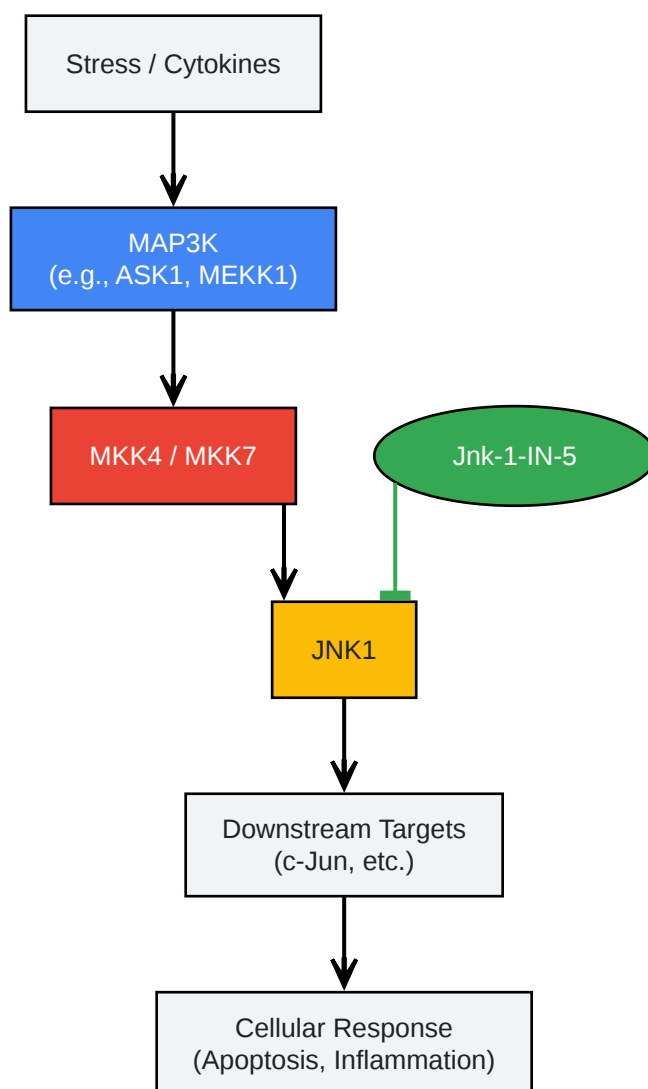 Stress / Cytokines
MAP3K
(e.g., ASK1, MEKK1)
MKK4 / MKK7
Jnk-1-IN-5
JNK1
Downstream Targets
(c-Jun, etc.)
Cellular Response
(Apoptosis, Inflammation)